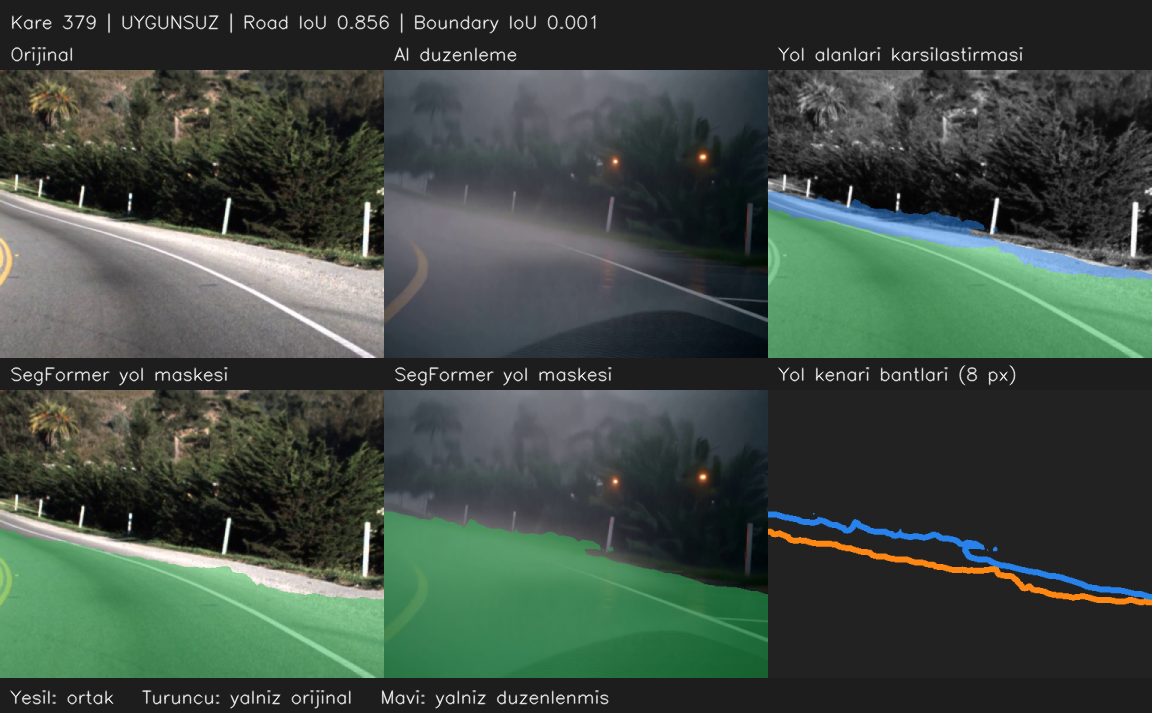 Kare 379 | UYGUNSUZ | Road IoU 0.856 | Boundary IoU 0.001
Orijinal
AI duzenleme
Yol alanlari karsilastirmasi
SegFormer yol maskesi
SegFormer yol maskesi
Yol kenari bantlari (8 px)
Yesil: ortak Turuncu: yalniz orijinal Mavi: yalniz duzenlenmis